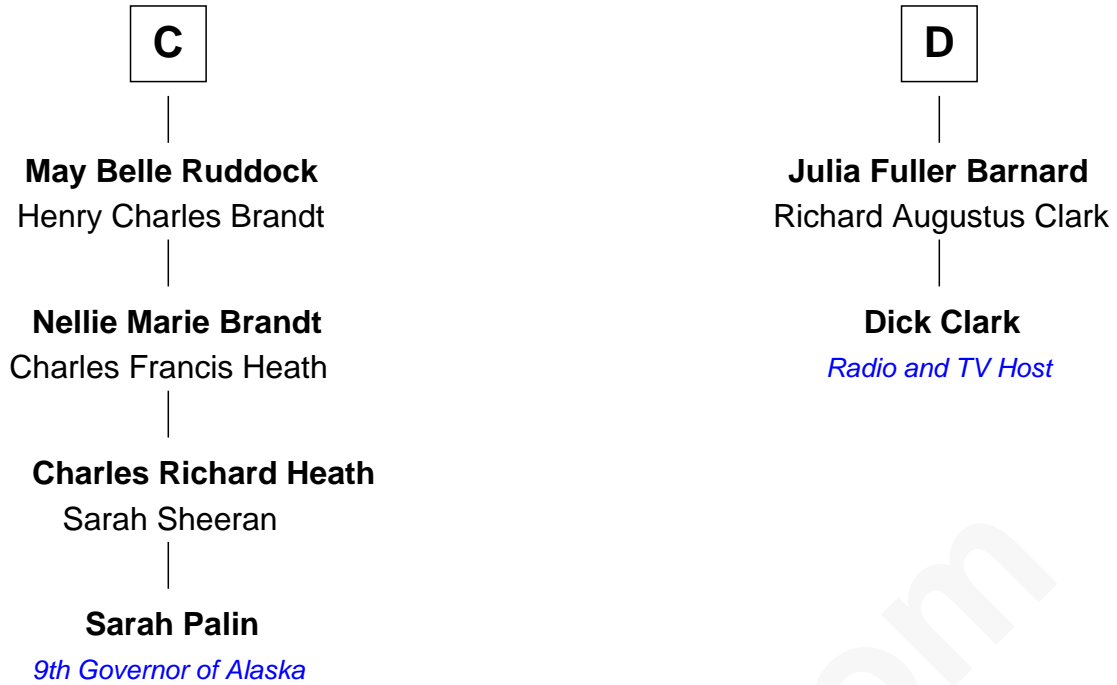 C
May Belle Ruddock
Henry Charles Brandt
Nellie Marie Brandt
Charles Francis Heath
Charles Richard Heath
Sarah Sheeran
Sarah Palin
9th Governor of Alaska
D
Julia Fuller Barnard
Richard Augustus Clark
Dick Clark
Radio and TV Host
om